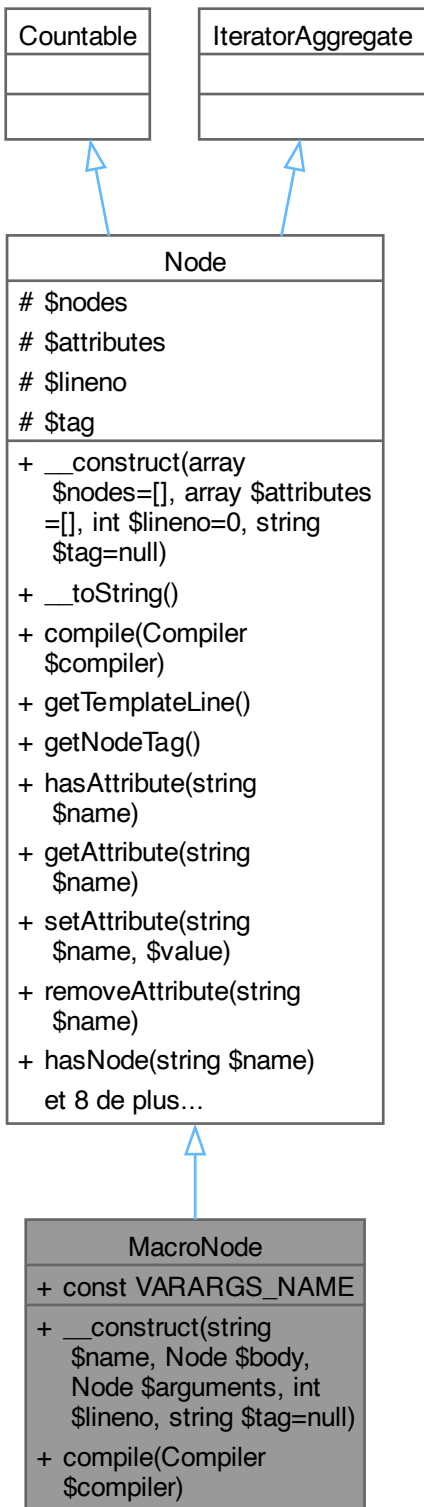 Countable
IteratorAggregate
Node
# $nodes
# $attributes
# $lineno
# $tag
+ __construct(array
$nodes=[], array $attributes
=[], int $lineno=0, string
$tag=null)
+ __toString()
+ compile(Compiler
$compiler)
+ getTemplateLine()
+ getNodeTag()
+ hasAttribute(string
$name)
+ getAttribute(string
$name)
+ setAttribute(string
$name, $value)
+ removeAttribute(string
$name)
+ hasNode(string $name)
et 8 de plus...
MacroNode
+ const VARARGS_NAME
+ __construct(string
$name, Node $body,
Node $arguments, int
$lineno, string $tag=null)
+ compile(Compiler
$compiler)